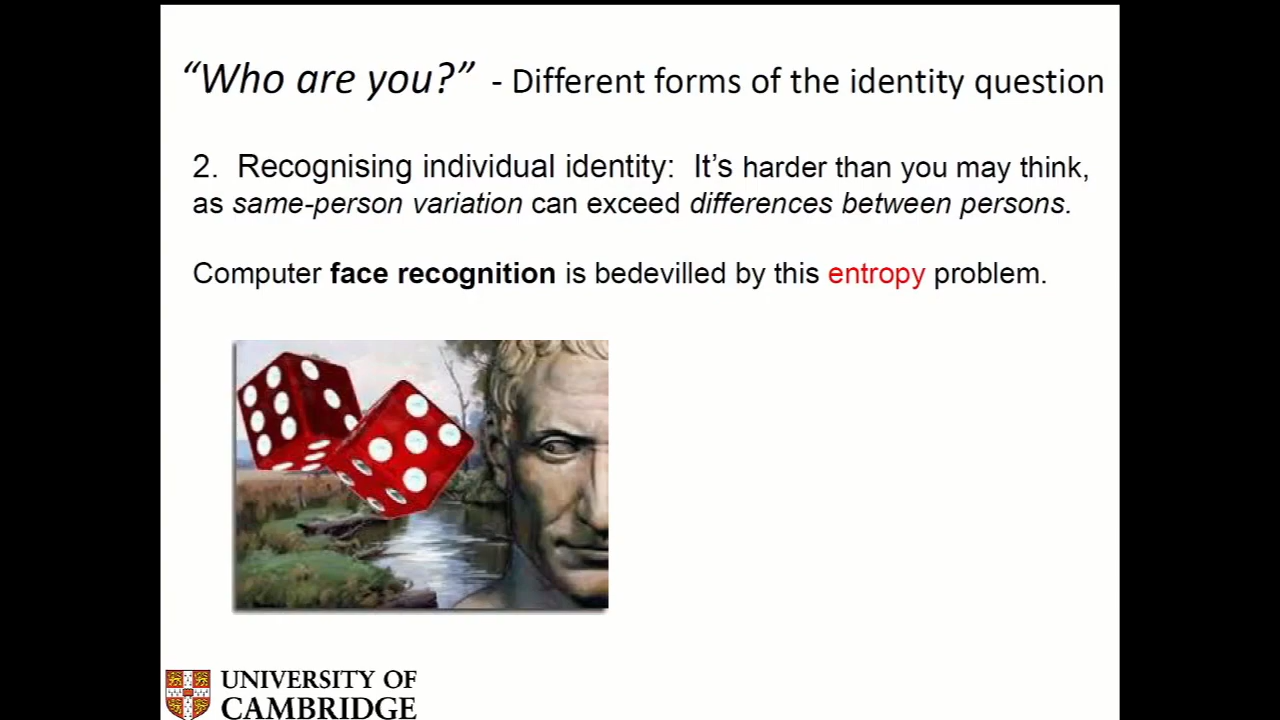 “Who are you?” - Different forms of the identity question
2. Recognising individual identity: It’s harder than you may think,
as same-person variation can exceed differences between persons.
Computer face recognition is bedevilled by this entropy problem.
UNIVERSITY OF
CAMBRIDGE